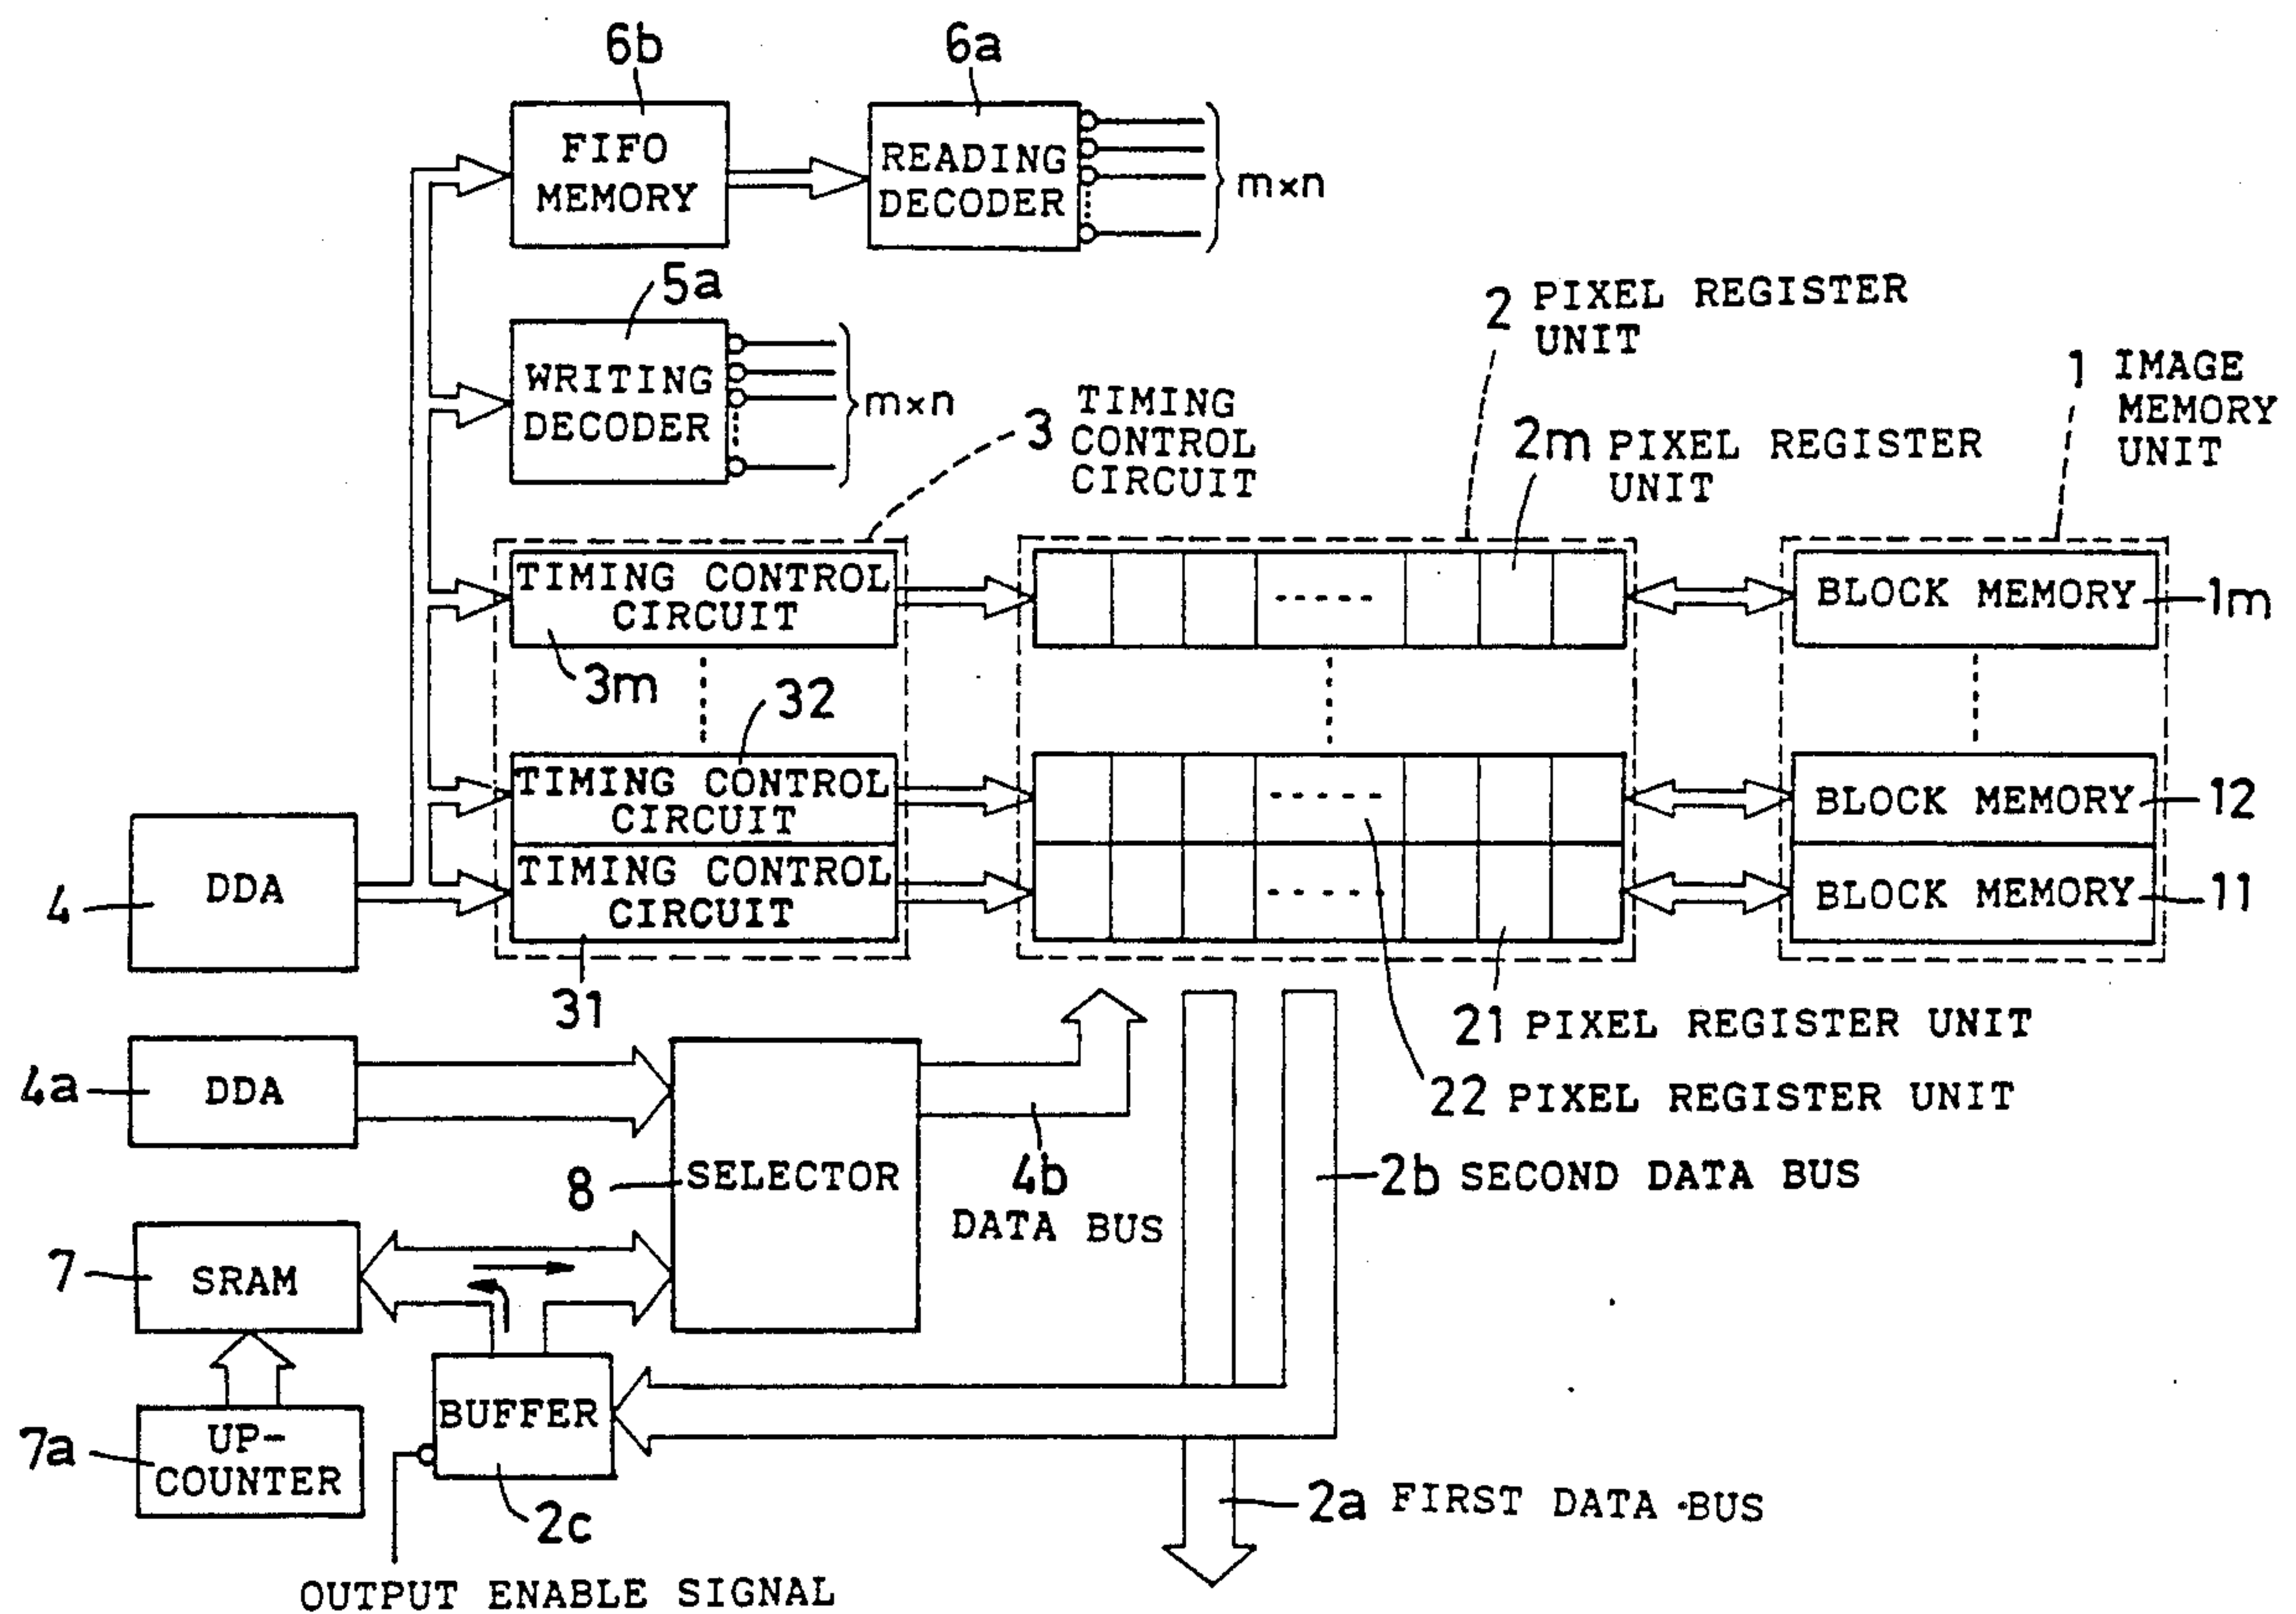 6b
6a
FIFO
MEMORY
READING
DECODER
m×n
5a
WRITING
DECODER
m×n
2 PIXEL REGISTER
UNIT
1 IMAGE
MEMORY
UNIT
3 TIMING
CONTROL
CIRCUIT
2m PIXEL REGISTER
UNIT
TIMING CONTROL
CIRCUIT
3m
BLOCK MEMORY
1m
32
TIMING CONTROL
CIRCUIT
BLOCK MEMORY
12
4
DDA
TIMING CONTROL
CIRCUIT
31
BLOCK MEMORY
11
21 PIXEL REGISTER UNIT
22 PIXEL REGISTER UNIT
4a
DDA
8
SELECTOR
4b
DATA BUS
2b SECOND DATA BUS
7
SRAM
7a
UP-
COUNTER
BUFFER
2c
2a FIRST DATA BUS
OUTPUT ENABLE SIGNAL